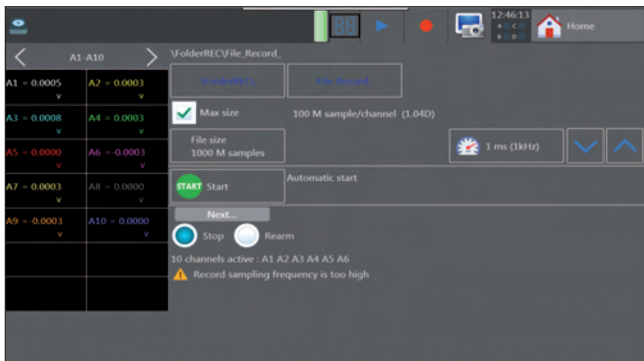 12:46:13
A C
B D
Home
A1-A10
\FolderREC\File_Record_
A1 = 0.0005
V
A2 = 0.0003
V
A3 = 0.0008
V
A4 = 0.0003
V
A5 = 0.0000
V
A6 = -0.0003
V
A7 = 0.0003
V
A8 = 0.0000
V
A9 = -0.0003
V
A10 = 0.0000
V
\FolderREC\
File_Record_
Max size
100 M sample/channel (1.04D)
File size
1000 M samples
1 ms (1kHz)
START Start
Automatic start
Next...
Stop
Rearm
10 channels active : A1 A2 A3 A4 A5 A6
Record sampling frequency is too high